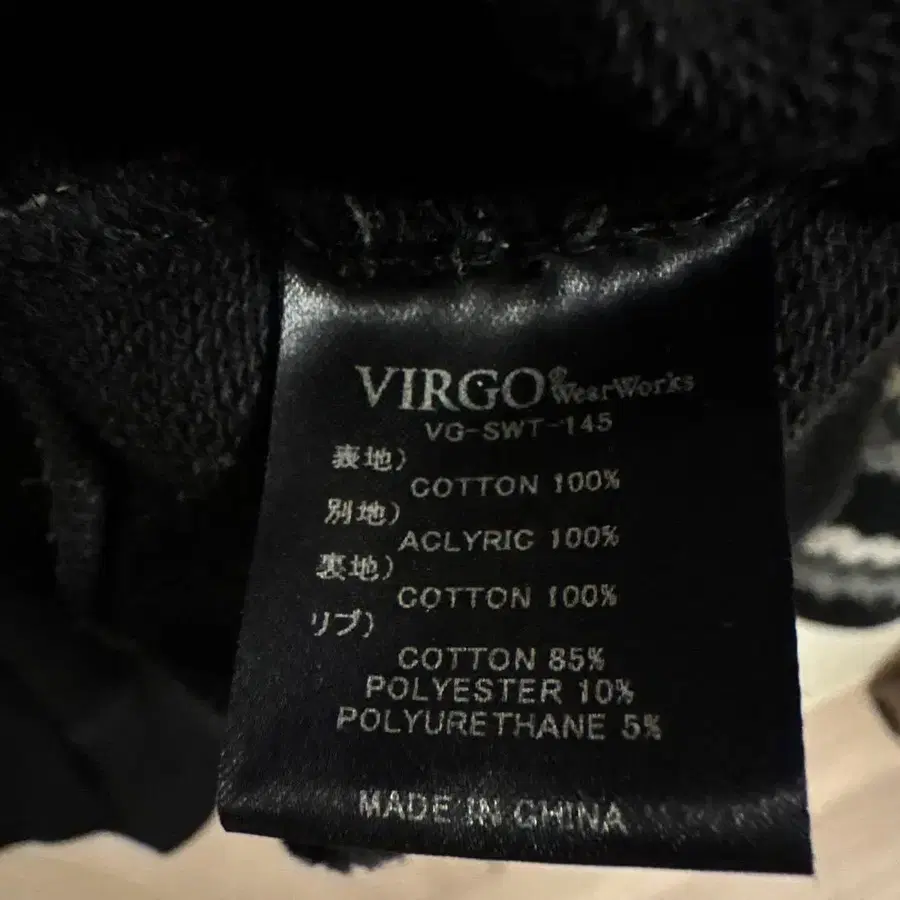 VIRGO WearWorks
VG-SWT-145
表地)
COTTON 100%
別地)
ACLYRIC 100%
裏地)
COTTON 100%
リブ)
COTTON 85%
POLYESTER 10%
POLYURETHANE 5%
MADE IN CHINA